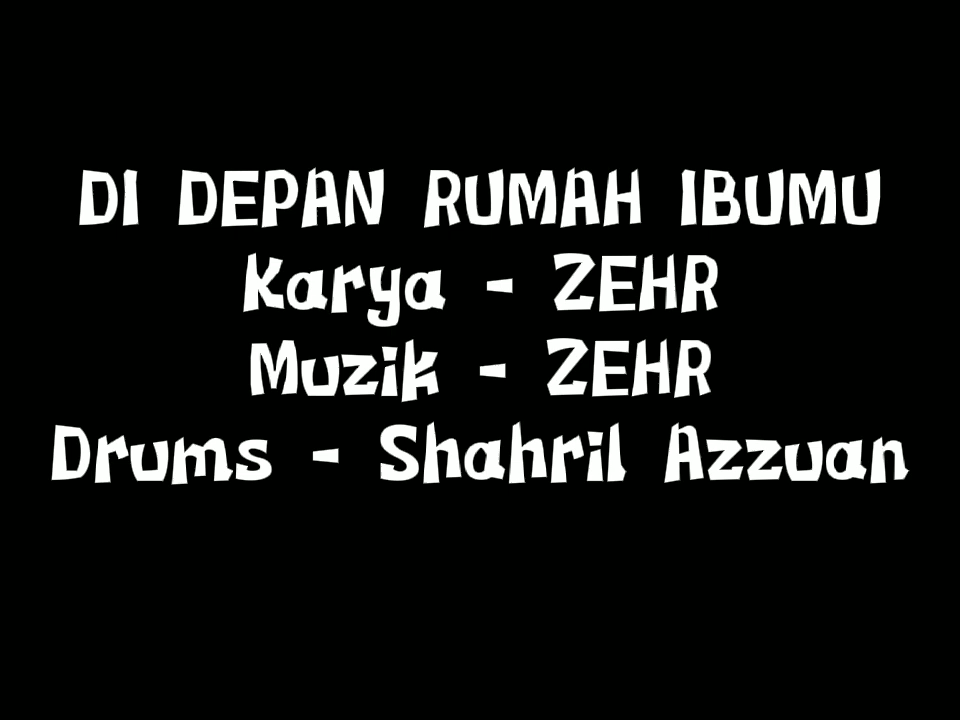 DI DEPAN RUMAH IBUMU
Karya - ZEHR
Muzik - ZEHR
Drums - Shahril Azzuan